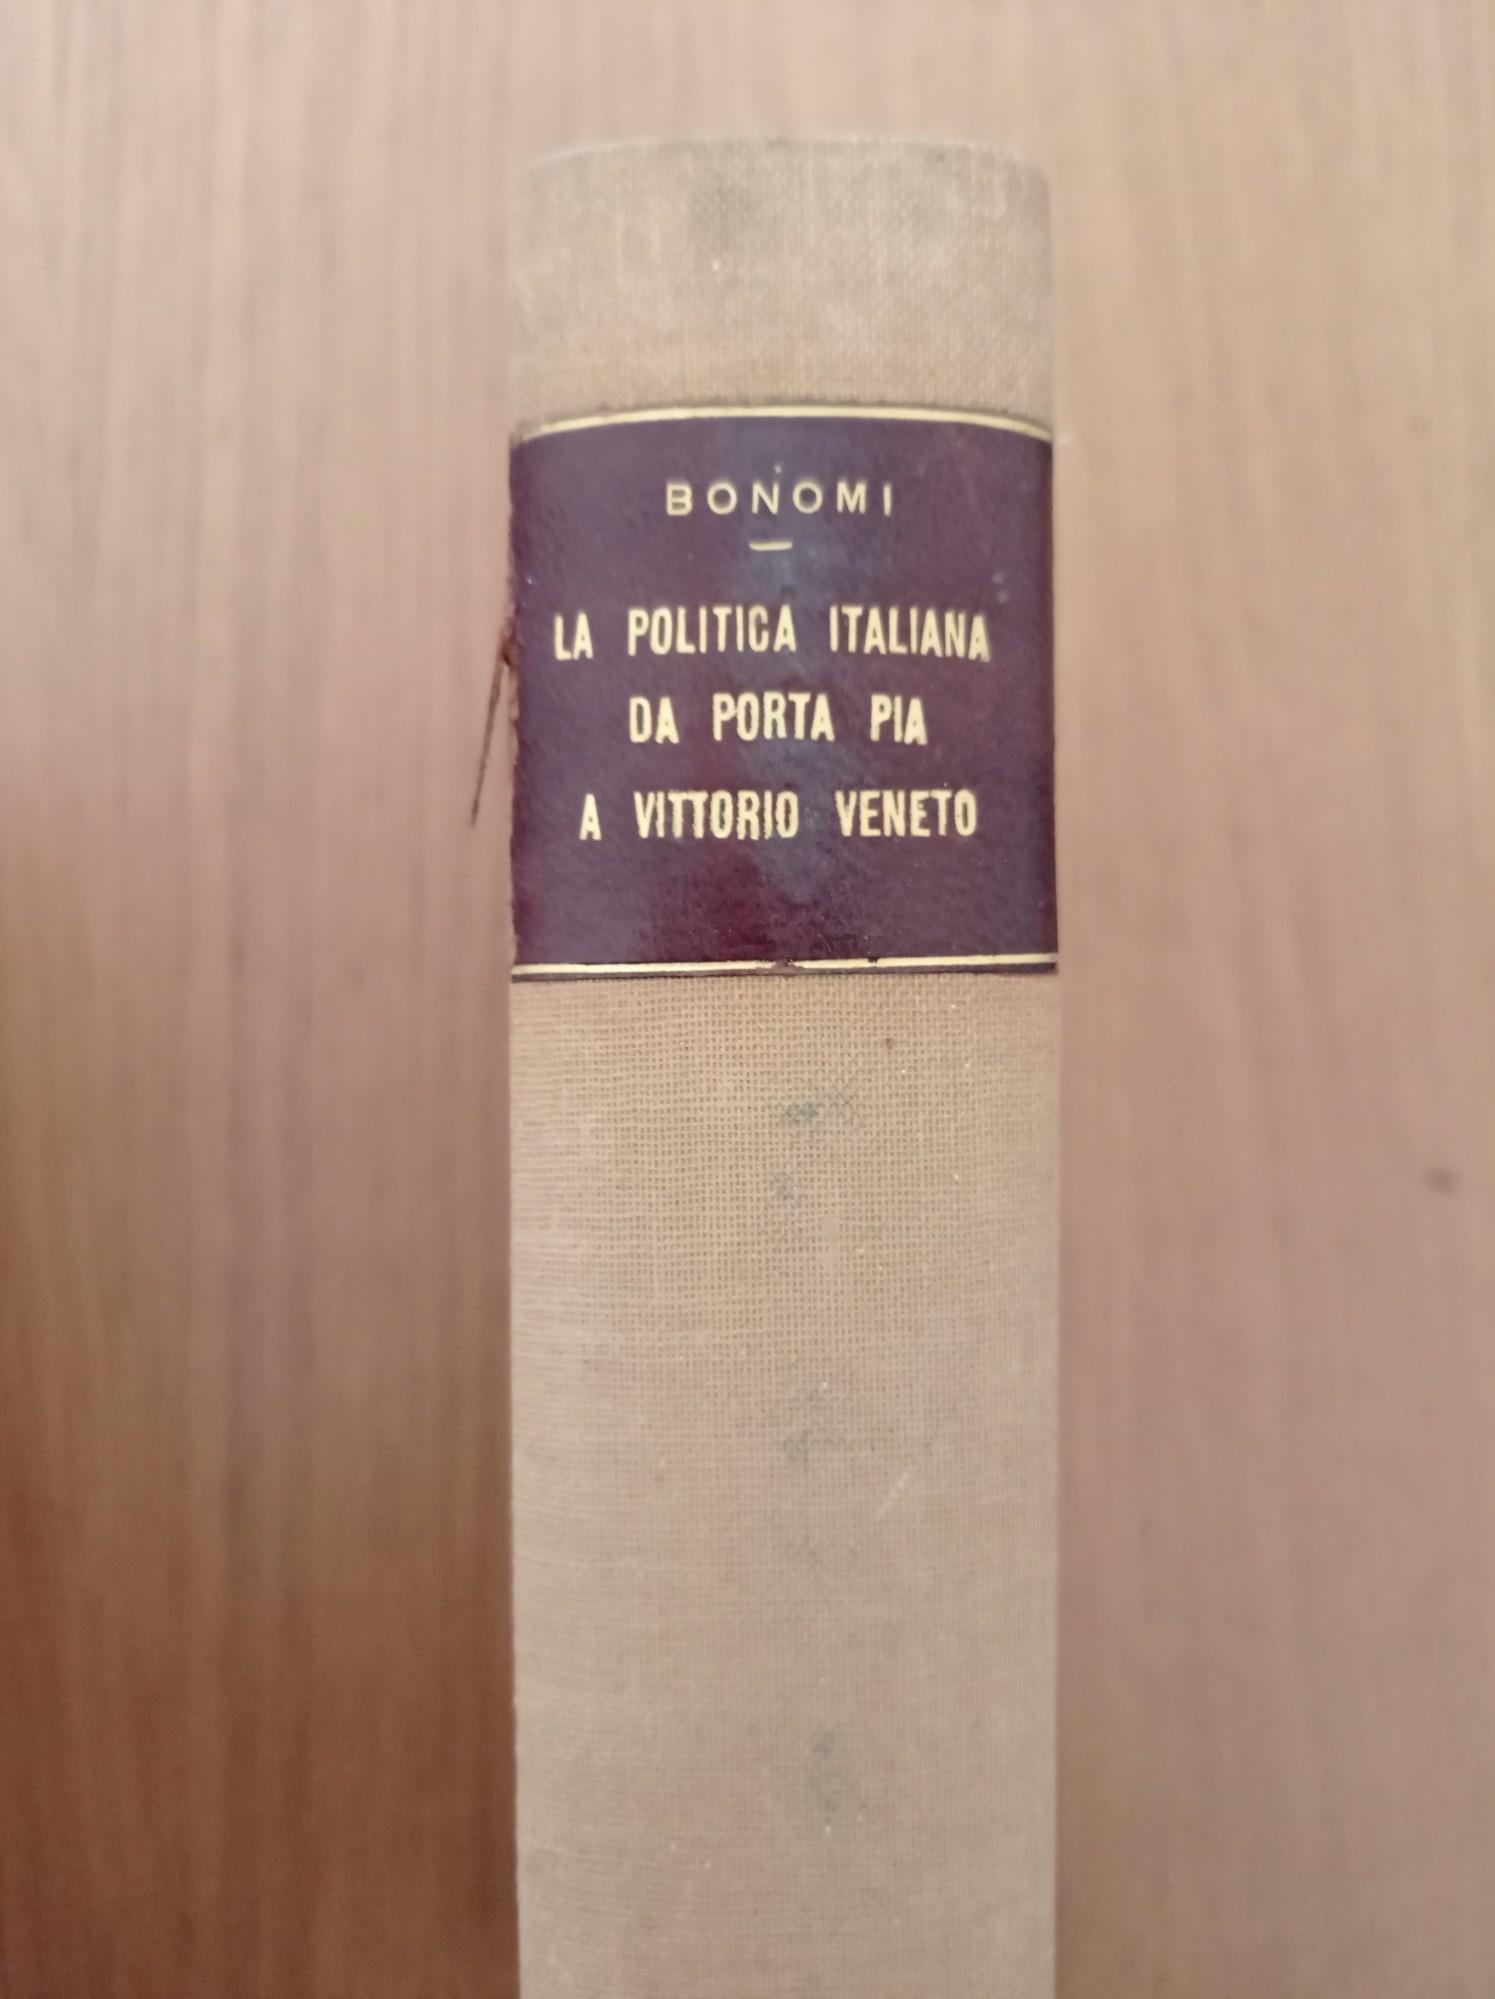 BONOMI
LA POLITICA ITALIANA
DA PORTA PIA
A VITTORIO VENETO